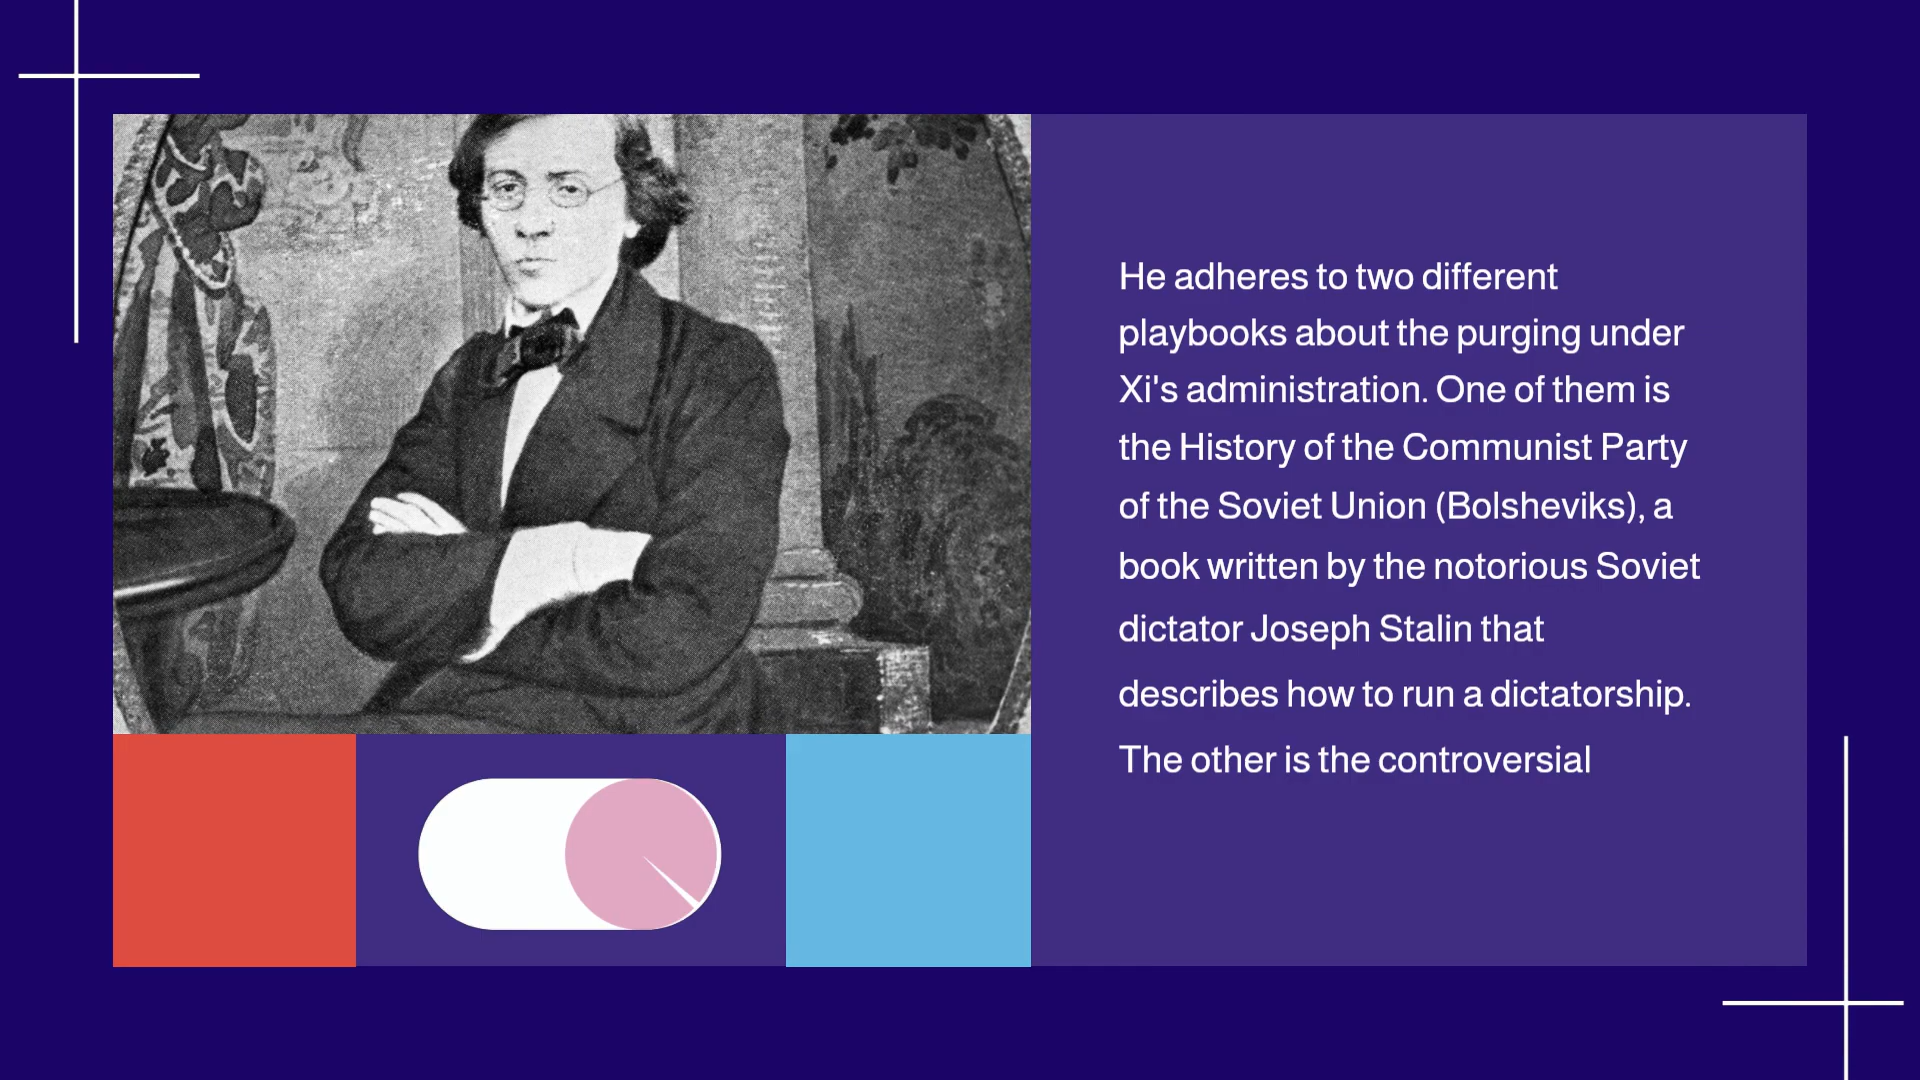 He adheres to two different
playbooks about the purging under
Xi's administration. One of them is
the History of the Communist Party
of the Soviet Union (Bolsheviks), a
book written by the notorious Soviet
dictator Joseph Stalin that
describes how to run a dictatorship.
The other is the controversial